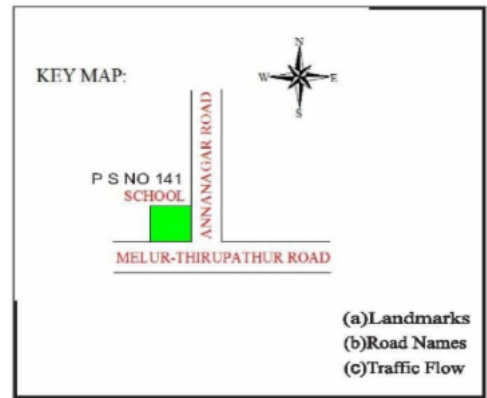 N
KEY MAP:
W E
S
ANNANAGAR ROAD
P S NO 141
SCHOOL
MELUR-THIRUPATHUR ROAD
(a)Landmarks
(b)Road Names
(c)Traffic Flow